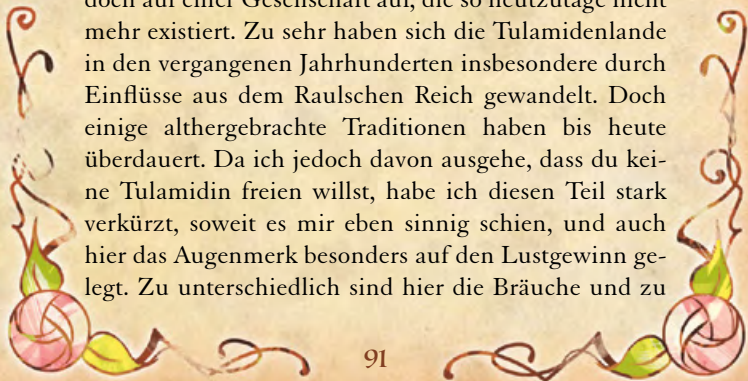 doch auf einer Gesellschaft auf, die so heutzutage nicht
mehr existiert. Zu sehr haben sich die Tulamidenlande
in den vergangenen Jahrhunderten insbesondere durch
Einflüsse aus dem Raulschen Reich gewandelt. Doch
einige althergebrachte Traditionen haben bis heute
überdauert. Da ich jedoch davon ausgehe, dass du kei-
ne Tulamidin freien willst, habe ich diesen Teil stark
verkürzt, soweit es mir eben sinnig schien, und auch
hier das Augenmerk besonders auf den Lustgewinn ge-
legt. Zu unterschiedlich sind hier die Bräuche und zu
91